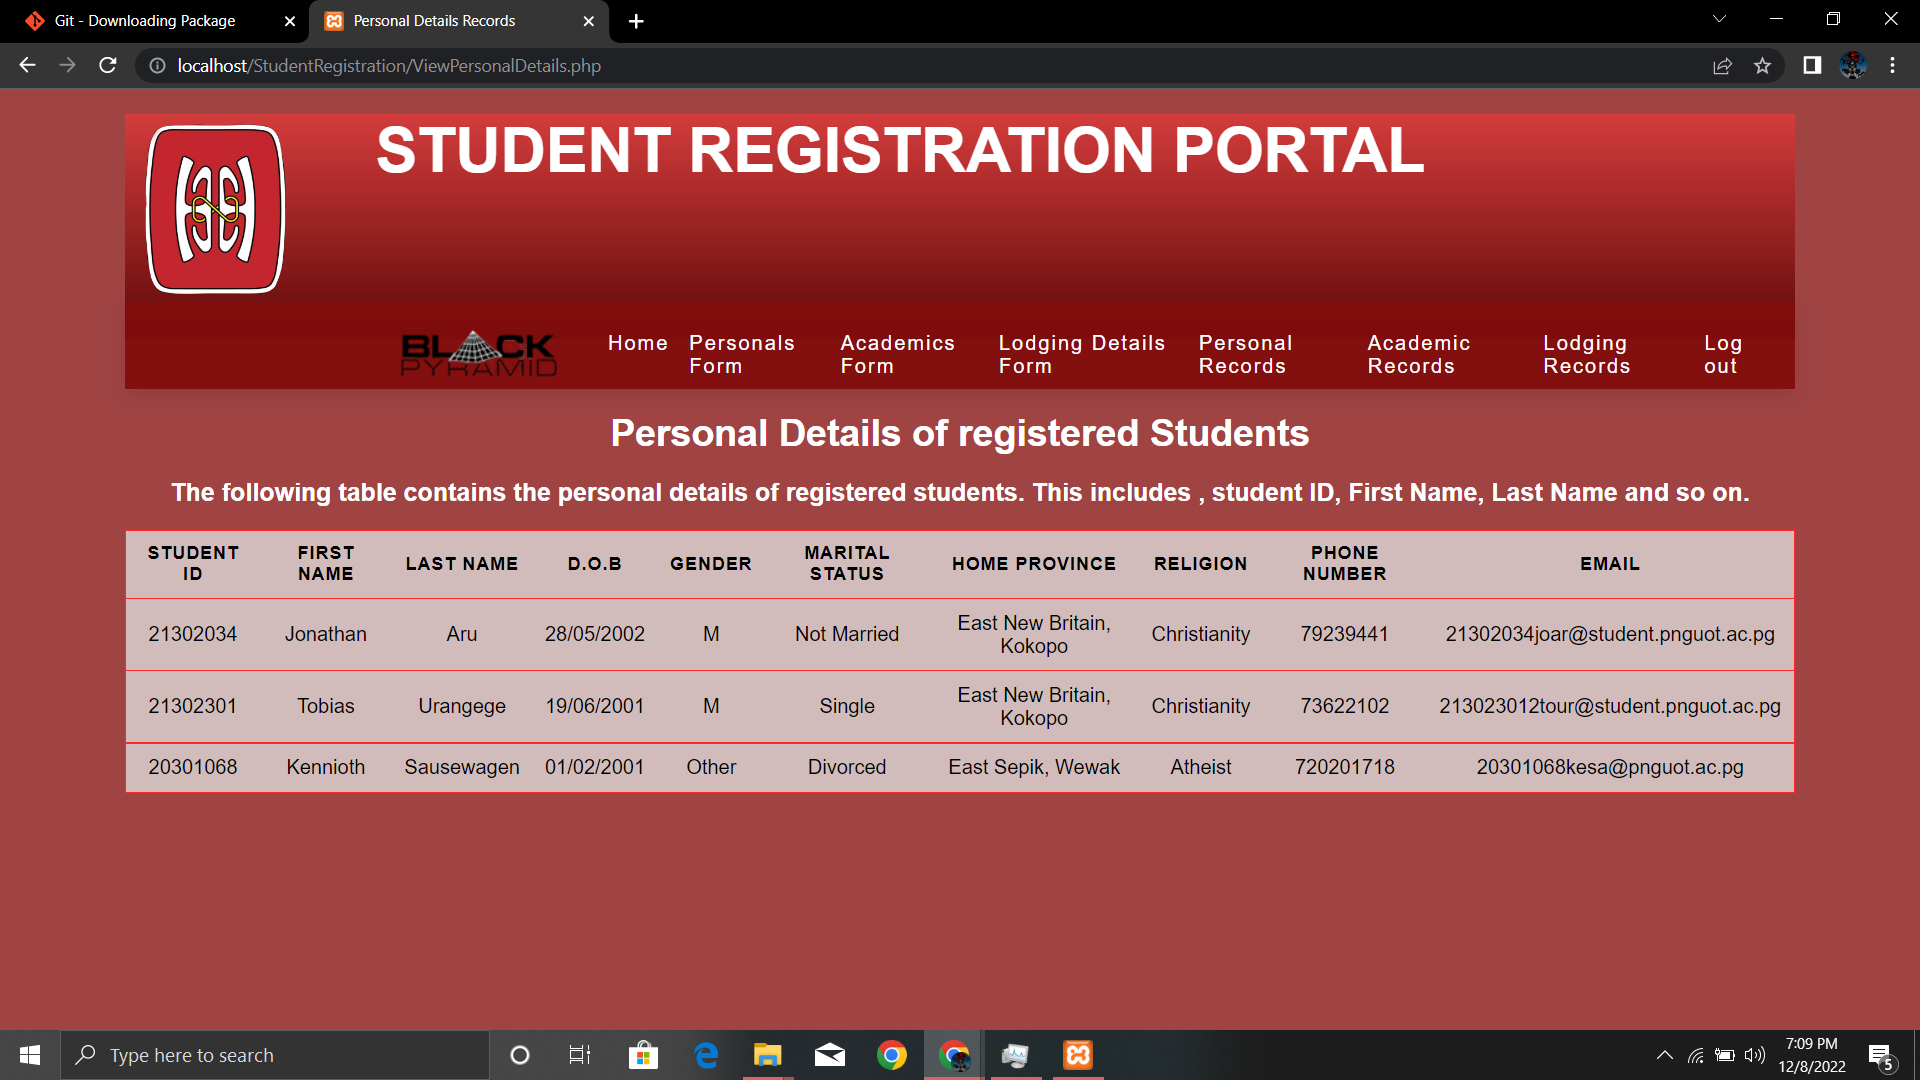 Git - Downloading Package
Personal Details Records
localhost/StudentRegistration/ViewPersonalDetails.php
STUDENT REGISTRATION PORTAL
BLACK
PYRAMID
Home
Personals
Form
Academics
Form
Lodging Details
Form
Personal
Records
Academic
Records
Lodging
Records
Log
out
Personal Details of registered Students
The following table contains the personal details of registered students. This includes , student ID, First Name, Last Name and so on.
STUDENT
ID
FIRST
NAME
LAST NAME
D.O.B
GENDER
MARITAL
STATUS
HOME PROVINCE
RELIGION
PHONE
NUMBER
EMAIL
21302034
Jonathan
Aru
28/05/2002
M
Not Married
East New Britain,
Kokopo
Christianity
79239441
21302034joar@student.pnguot.ac.pg
21302301
Tobias
Urangege
19/06/2001
M
Single
East New Britain,
Kokopo
Christianity
73622102
213023012tour@student.pnguot.ac.pg
20301068
Kennioth
Sausewagen
01/02/2001
Other
Divorced
East Sepik, Wewak
Atheist
720201718
20301068kesa@pnguot.ac.pg
Type here to search
7:09 PM
12/8/2022
5